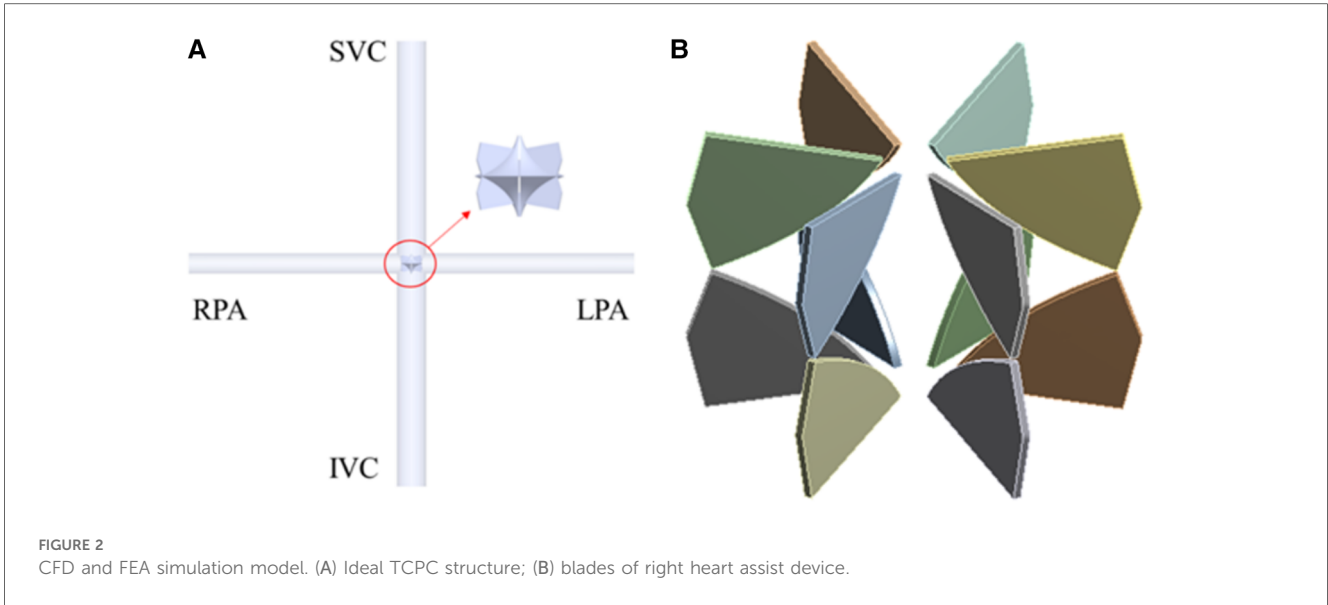 A
SVC
B
RPA
LPA
IVC
FIGURE 2
CFD and FEA simulation model. (A) Ideal TCPC structure; (B) blades of right heart assist device.